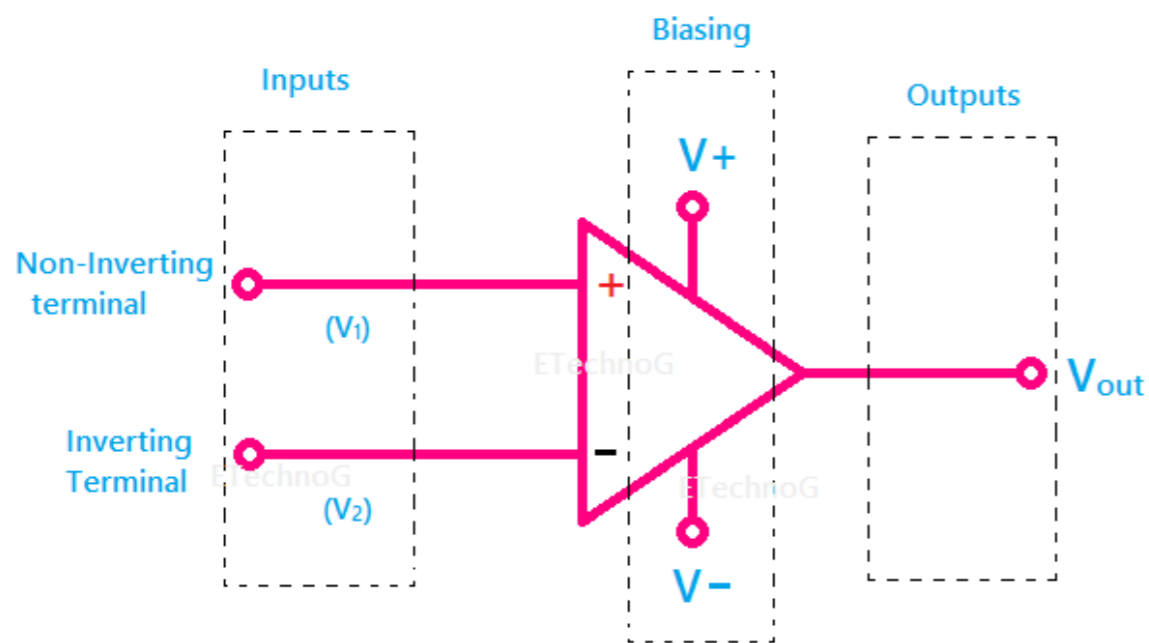 Biasing
Inputs
Outputs
V+
Non-Inverting
terminal
+
(V₁)
ETechnoG
Vout
Inverting
Terminal
-
ETechnoG
ETechnoG
(V₂)
V-